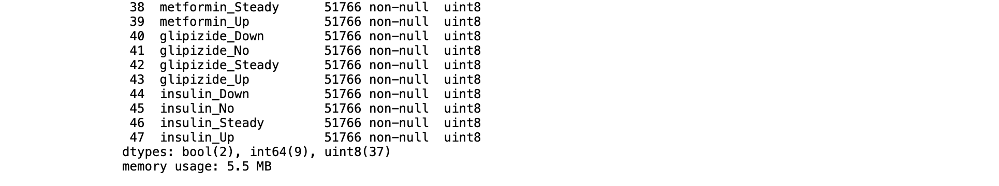 38  metformin_Steady      51766 non-null  uint8
39  metformin_Up          51766 non-null  uint8
40  glipizide_Down        51766 non-null  uint8
41  glipizide_No          51766 non-null  uint8
42  glipizide_Steady      51766 non-null  uint8
43  glipizide_Up          51766 non-null  uint8
44  insulin_Down          51766 non-null  uint8
45  insulin_No            51766 non-null  uint8
46  insulin_Steady        51766 non-null  uint8
47  insulin_Up            51766 non-null  uint8
dtypes: bool(2), int64(9), uint8(37)
memory usage: 5.5 MB